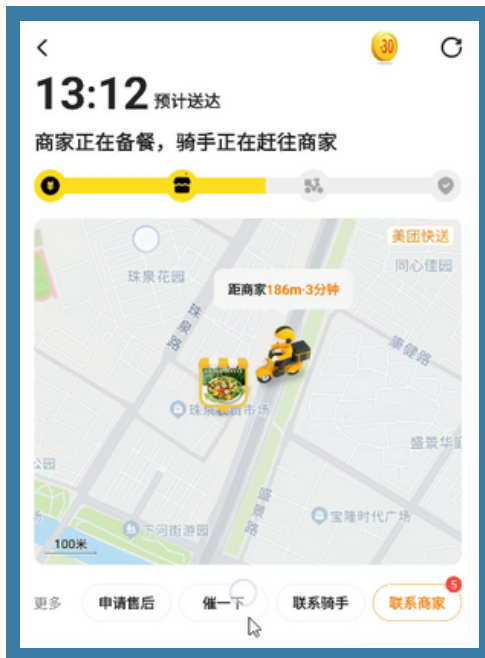 -30
13:12 预计送达
商家正在备餐，骑手正在赶往商家
美团快送
同心佳园
珠泉花园
距商家186m·3分钟
珠泉路
康健路
珠泉农贸市场
盛景华庭
公园
盛景路
宝隆时代广场
下河街游园
100米
更多
申请售后
催一下
联系骑手
联系商家
5